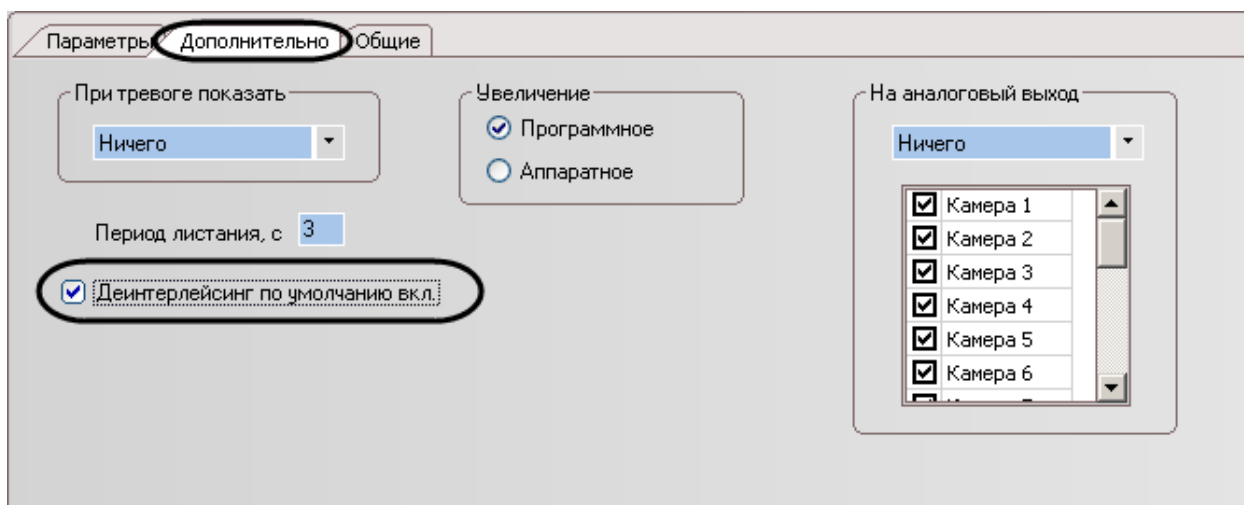 Параметры Дополнительно Общие
При тревоге показать
Ничего
Период листания, с 3
Деинтерлейсинг по умолчанию вкл.
Увеличение
Программное
Аппаратное
На аналоговый выход
Ничего
Камера 1
Камера 2
Камера 3
Камера 4
Камера 5
Камера 6